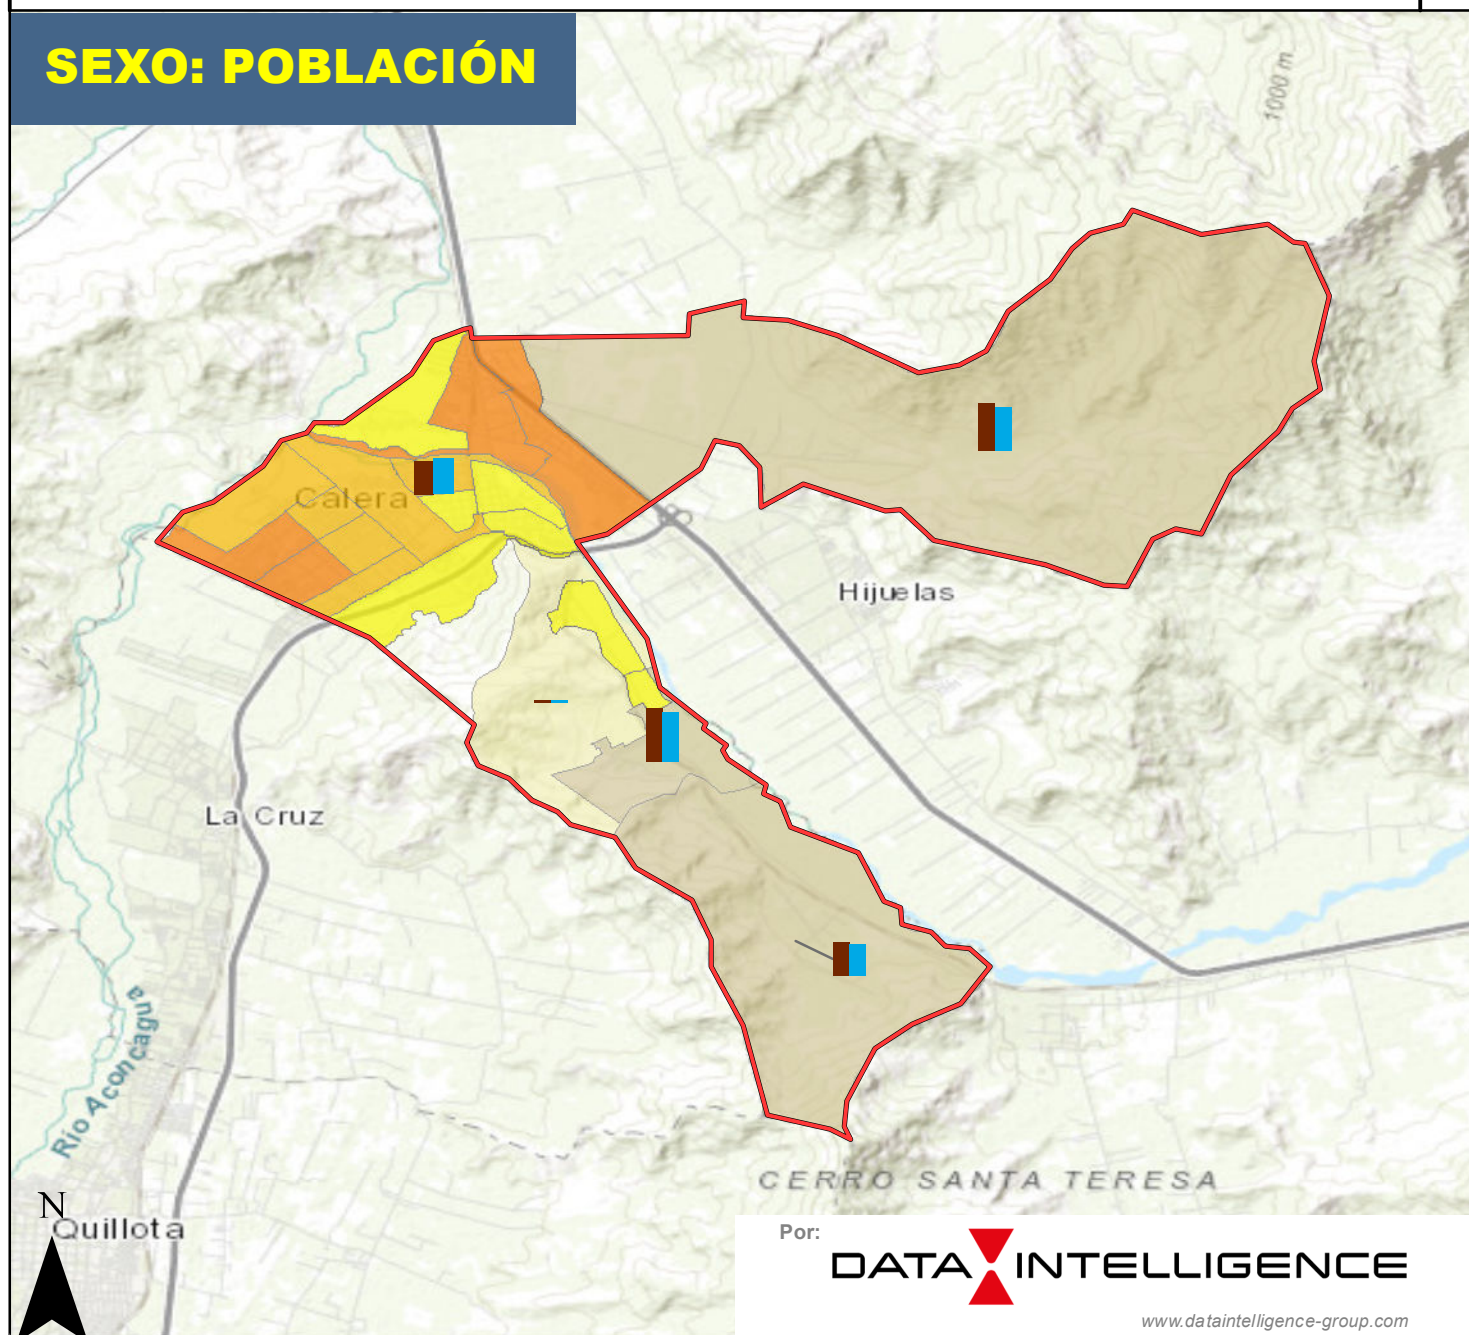 SEXO: POBLACIÓN
1000 m
Calera
Hijuelas
La Cruz
Río Aconcagua
CERRO SANTA TERESA
N
Quillota
Por:
DATA INTELLIGENCE
www.dataintelligence-group.com